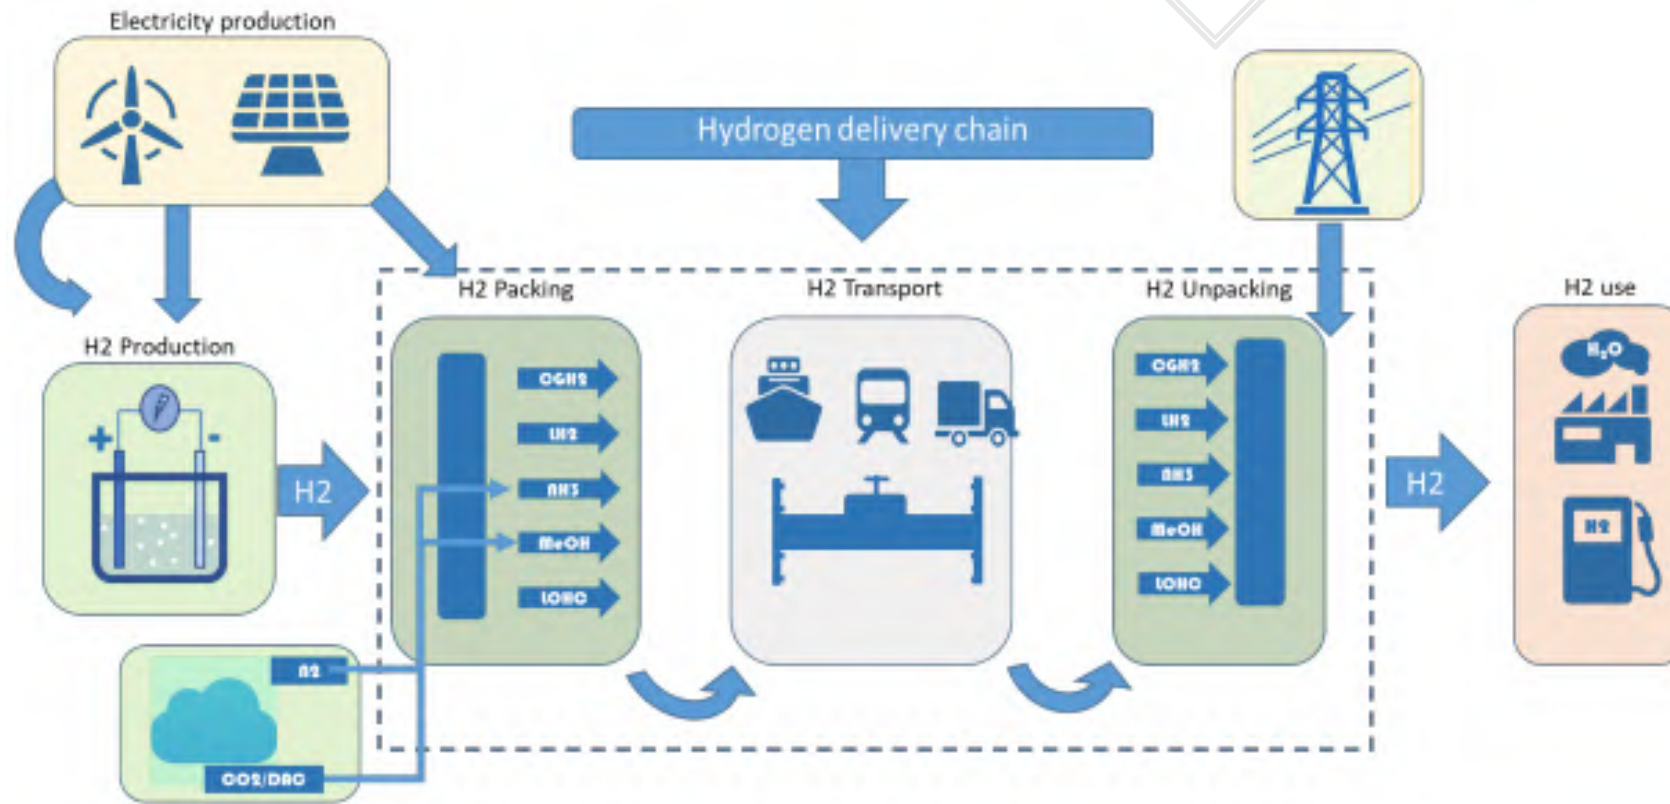 Electricity production
Hydrogen delivery chain
H2 Packing
H2 Transport
H2 Unpacking
H2 use
H2 Production
+
-
H2
CGH2
LH2
NH3
MeOH
LOHC
CGH2
LH2
NH3
MeOH
LOHC
H2
H2O
H2
N2
CO2/DAC